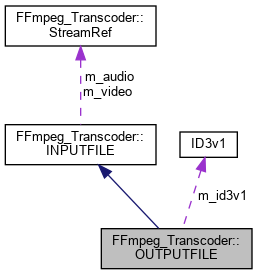 FFmpeg_Transcoder::
StreamRef
m_audio
m_video
FFmpeg_Transcoder::
INPUTFILE
ID3v1
m_id3v1
FFmpeg_Transcoder::
OUTPUTFILE